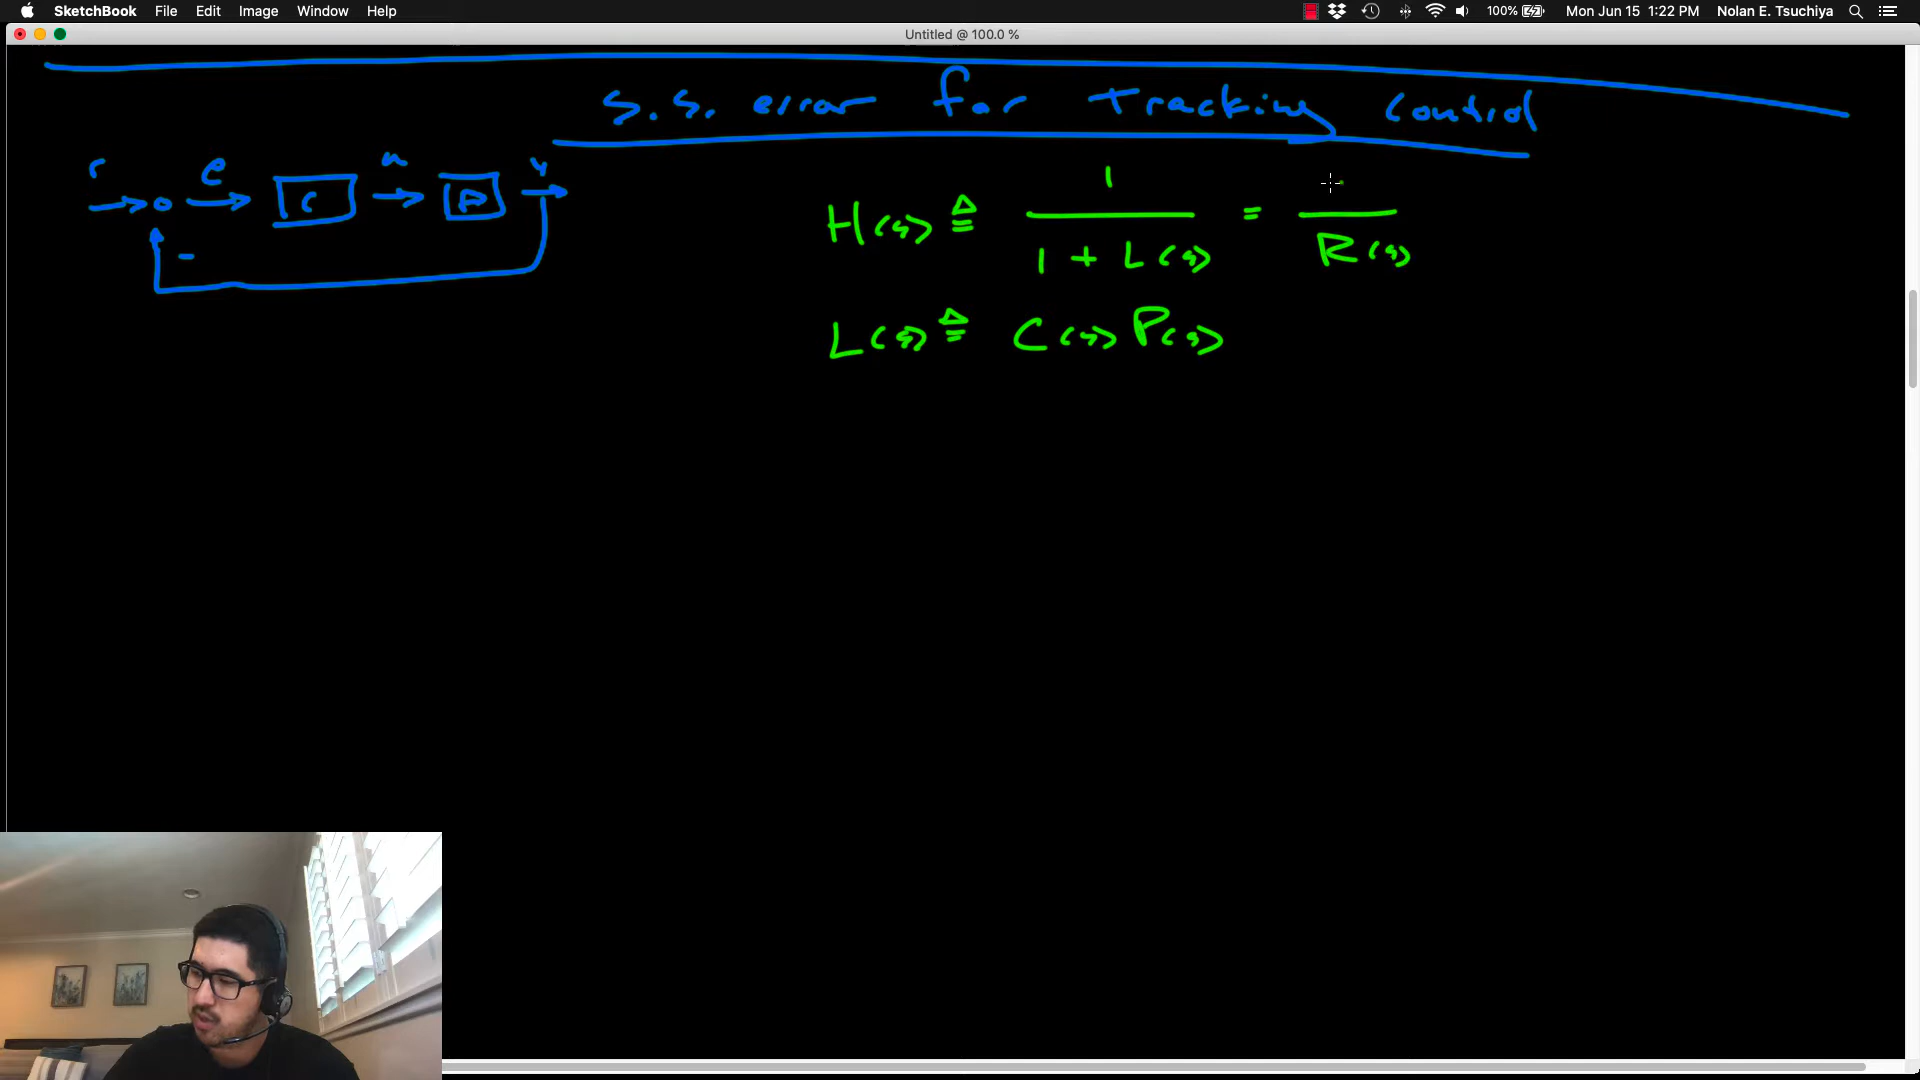 SketchBook File Edit Image Window Help 100% Mon Jun 15 1:22 PM Nolan E. Tsuchiya
Untitled @ 100.0 %
s.s. error for tracking control
r e C u P y
-
H(s) ≜ 1 / (1 + L(s)) = / R(s)
L(s) ≜ C(s) P(s)